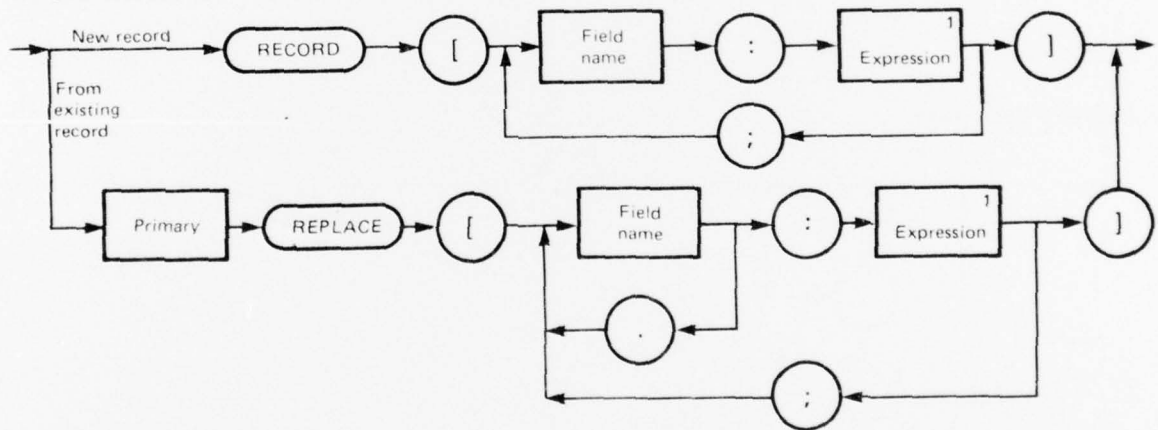 New record
RECORD
[
Field
name
:
1
Expression
]
;
From
existing
record
Primary
REPLACE
[
Field
name
:
1
Expression
]
.
;